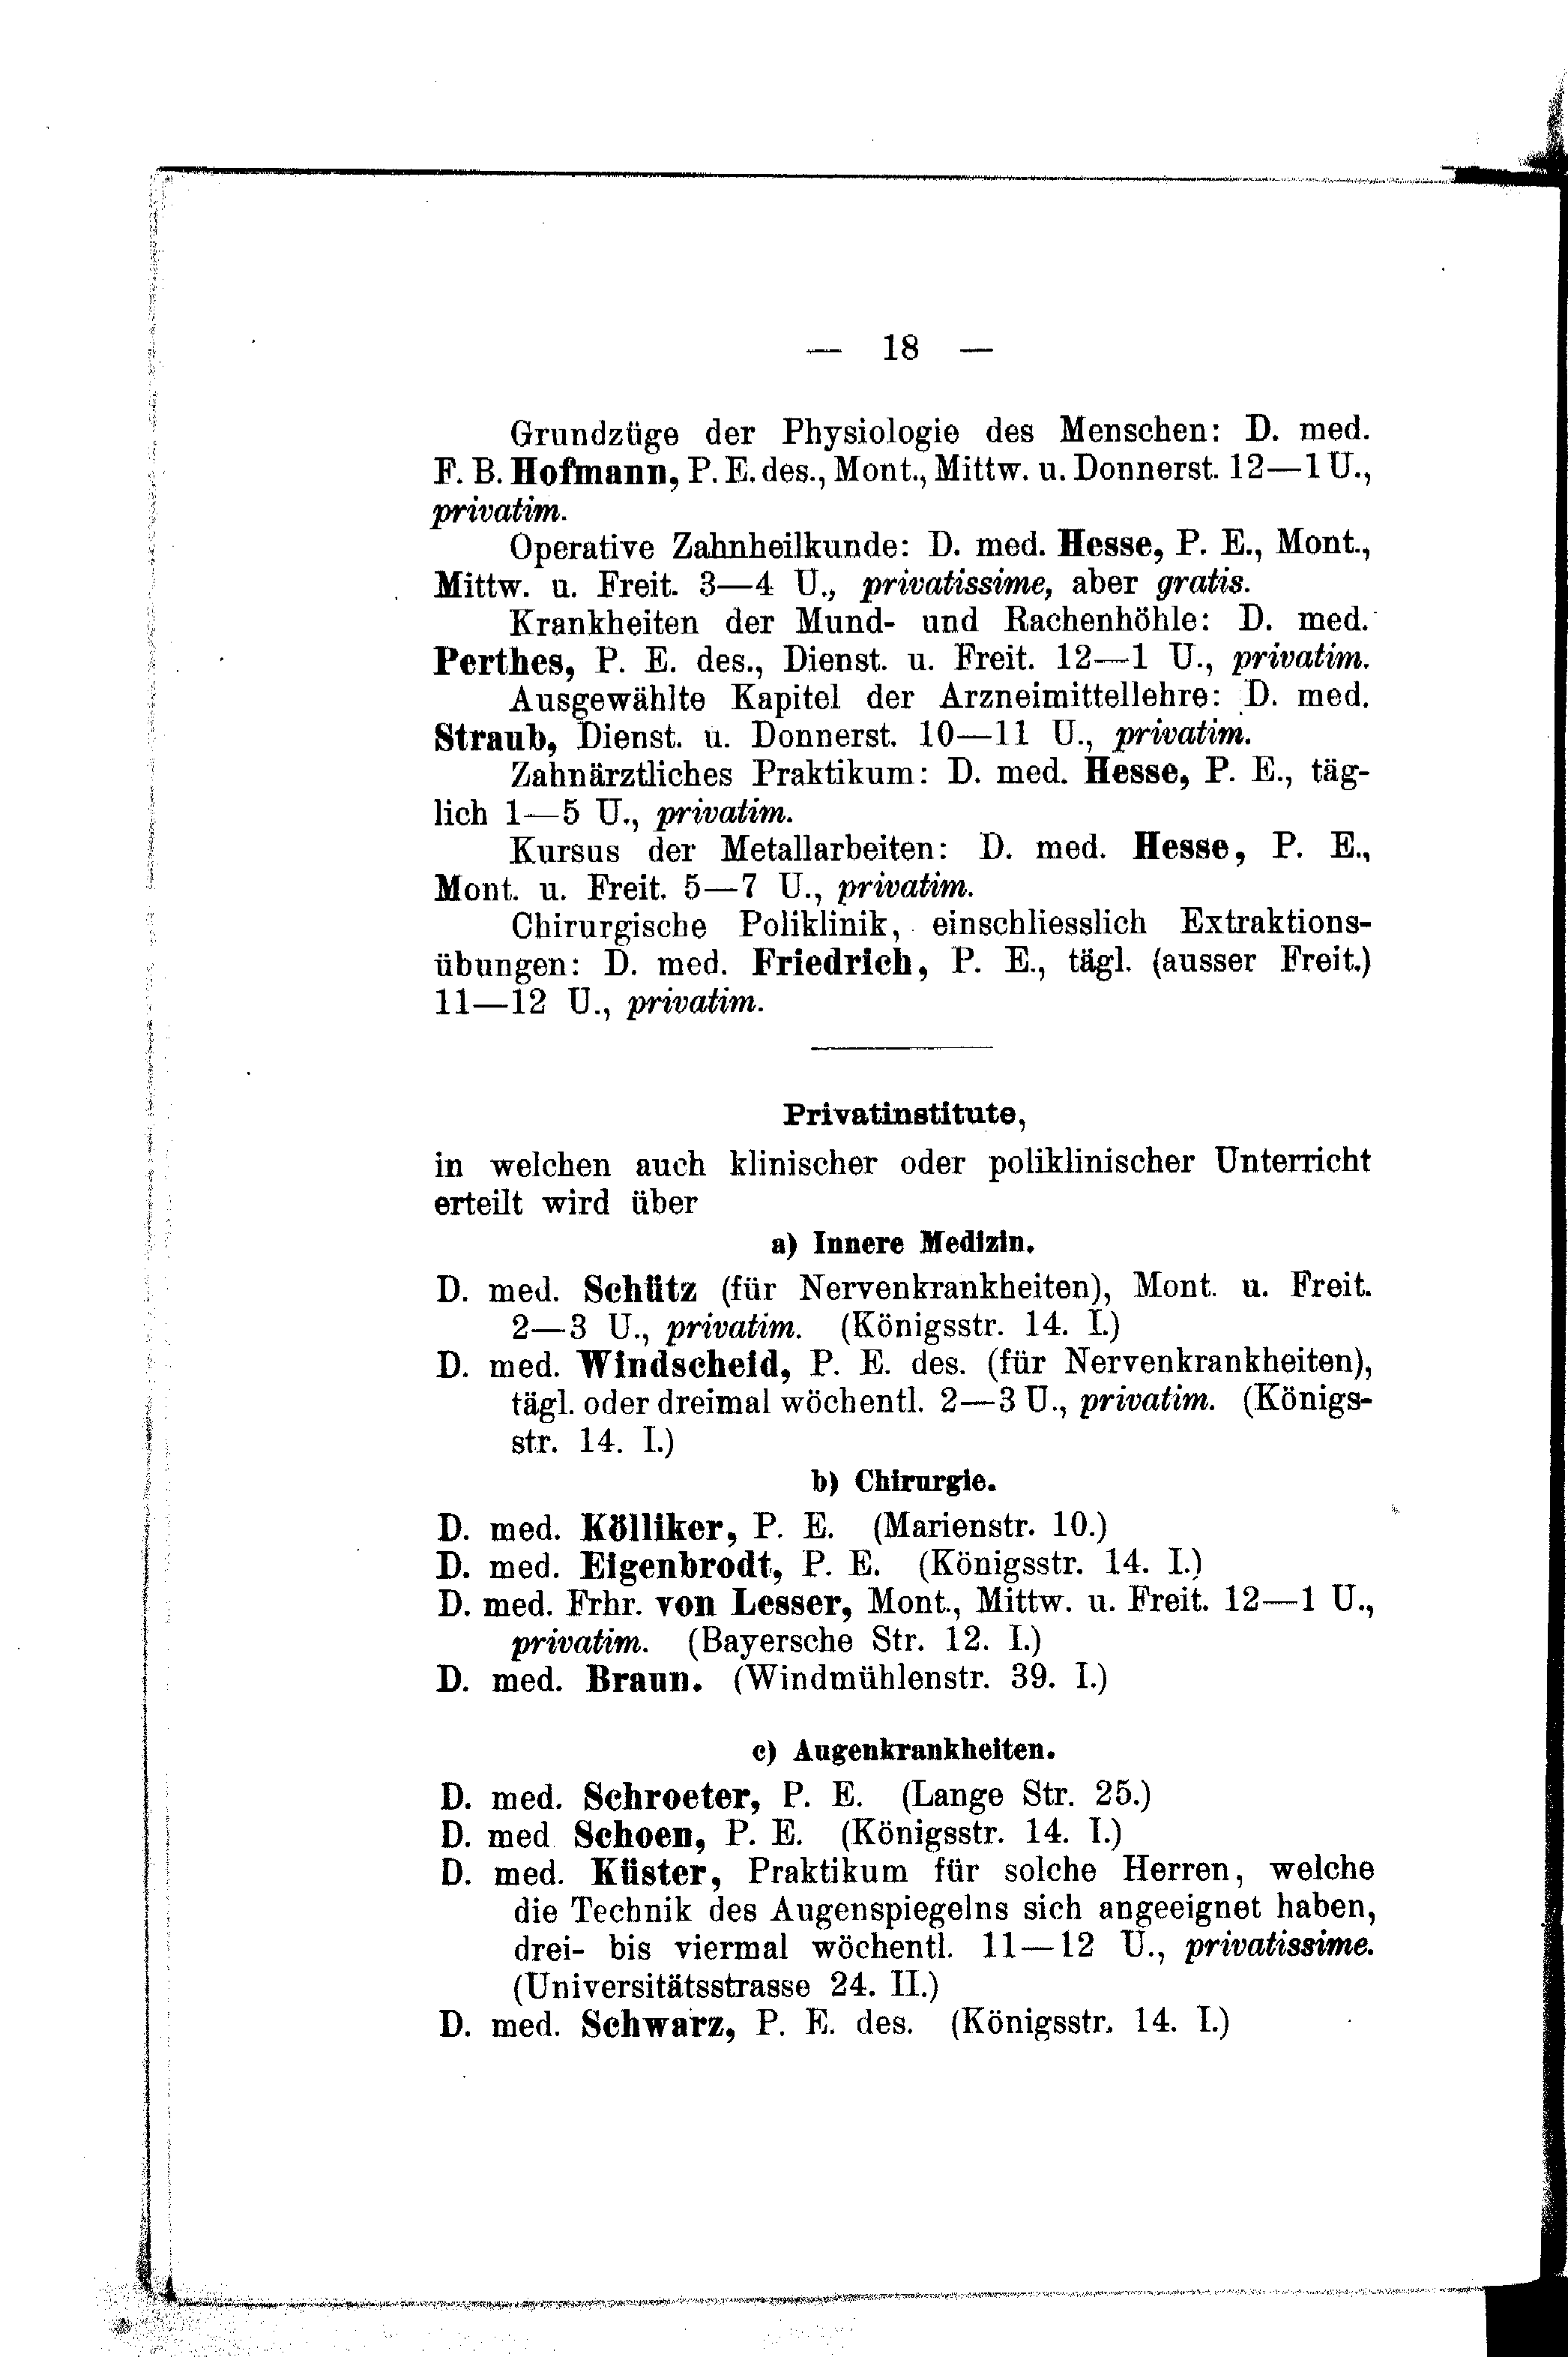 — 18 —
Grundzüge der Physiologie des Menschen: D. med.
F. B. Hofmann, P. E. des., Mont., Mittw. u. Donnerst. 12—1 U.,
privatim.
Operative Zahnheilkunde: D. med. Hesse, P. E., Mont.,
Mittw. u. Freit. 3—4 U., privatissime, aber gratis.
Krankheiten der Mund- und Rachenhöhle: D. med.
Perthes, P. E. des., Dienst. u. Freit. 12—1 U., privatim.
Ausgewählte Kapitel der Arzneimittellehre: D. med.
Straub, Dienst. u. Donnerst. 10—11 U., privatim.
Zahnärztliches Praktikum: D. med. Hesse, P. E., täg-
lich 1—5 U., privatim.
Kursus der Metallarbeiten: D. med. Hesse, P. E.,
Mont. u. Freit. 5—7 U., privatim.
Chirurgische Poliklinik, einschliesslich Extraktions-
übungen: D. med. Friedrich, P. E., tägl. (ausser Freit.)
11—12 U., privatim.
Privatinstitute,
in welchen auch klinischer oder poliklinischer Unterricht
erteilt wird über
a) Innere Medizin.
D. med. Schütz (für Nervenkrankheiten), Mont. u. Freit.
2—3 U., privatim. (Königsstr. 14. I.)
D. med. Windscheid, P. E. des. (für Nervenkrankheiten),
tägl. oder dreimal wöchentl. 2—3 U., privatim. (Königs-
str. 14. I.)
b) Chirurgie.
D. med. Kölliker, P. E. (Marienstr. 10.)
D. med. Eigenbrodt, P. E. (Königsstr. 14. I.)
D. med. Frhr. von Lesser, Mont., Mittw. u. Freit. 12—1 U.,
privatim. (Bayersche Str. 12. I.)
D. med. Braun. (Windmühlenstr. 39. I.)
c) Augenkrankheiten.
D. med. Schroeter, P. E. (Lange Str. 25.)
D. med Schoen, P. E. (Königsstr. 14. I.)
D. med. Küster, Praktikum für solche Herren, welche
die Technik des Augenspiegelns sich angeeignet haben,
drei- bis viermal wöchentl. 11—12 U., privatissime.
(Universitätsstrasse 24. II.)
D. med. Schwarz, P. E. des. (Königsstr. 14. I.)